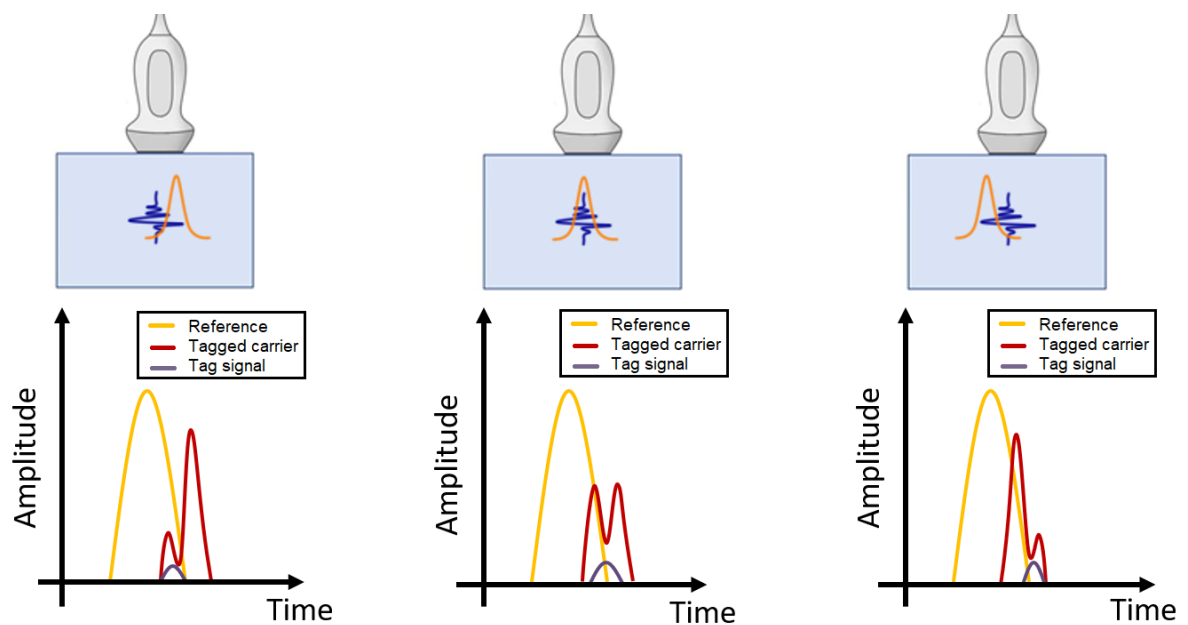 Reference
Tagged carrier
Tag signal
Amplitude
Time
Reference
Tagged carrier
Tag signal
Amplitude
Time
Reference
Tagged carrier
Tag signal
Amplitude
Time